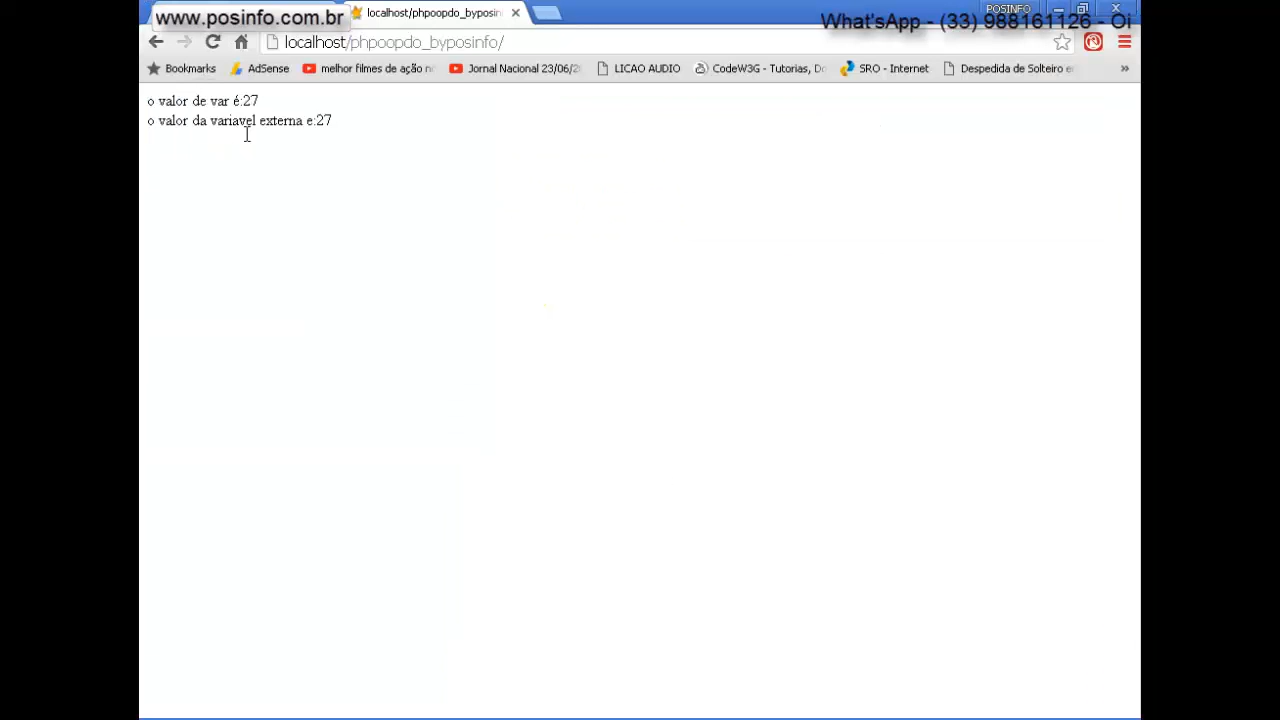 www.posinfo.com.br
localhost/phpoopdo_byposin
POSINFO
What'sApp - (33) 988161126 - Oi
localhost/phpoopdo_byposinfo/
Bookmarks AdSense melhor filmes de ação n Jornal Nacional 23/06/2 LICAO AUDIO CodeW3G - Tutorias, Do SRO - Internet Despedida de Solteiro e »
o valor de var é:27
o valor da variavel externa e:27